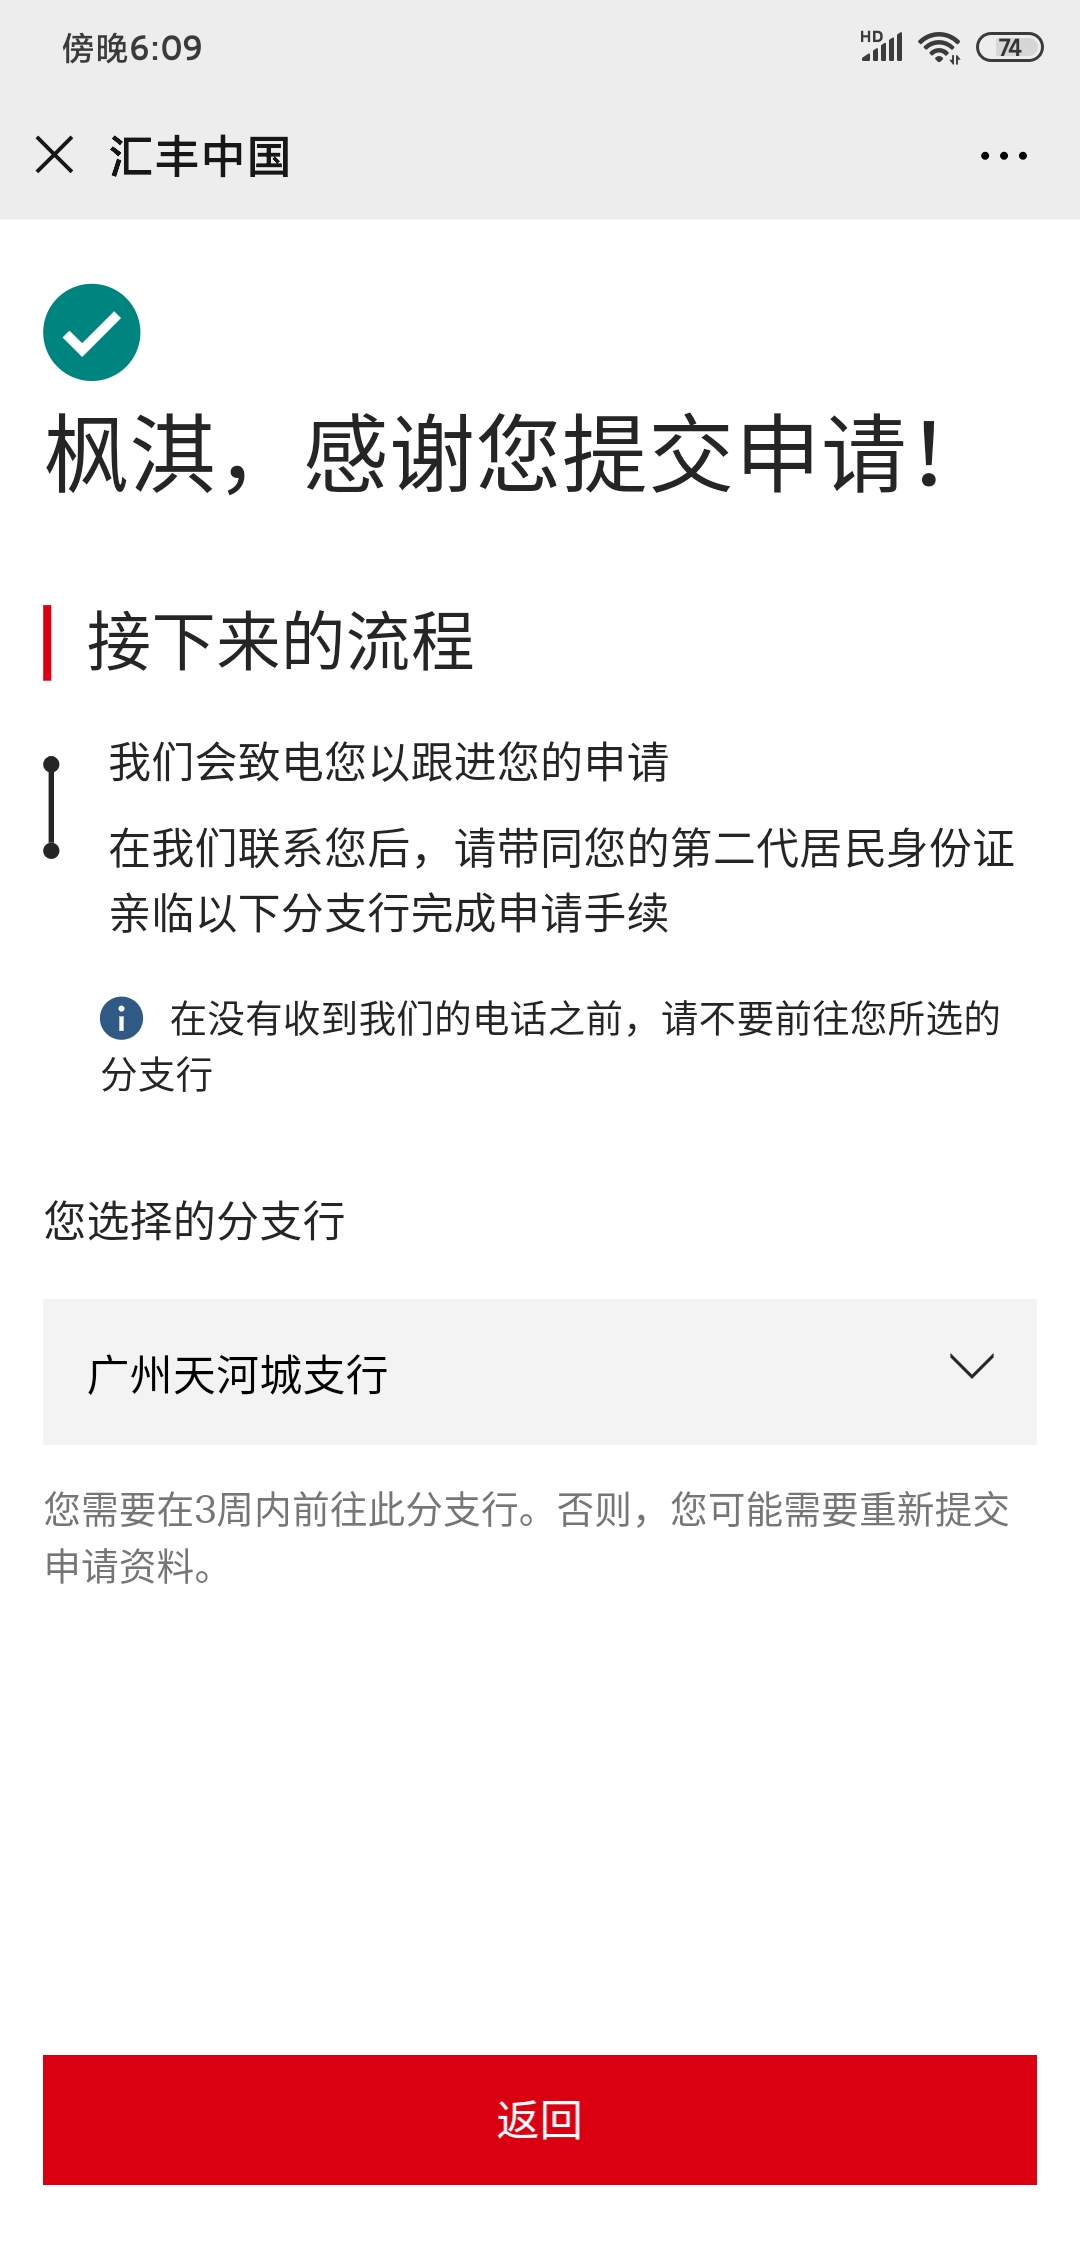 傍晚6:09
HD
74
汇丰中国
枫淇，感谢您提交申请！
接下来的流程
我们会致电您以跟进您的申请
在我们联系您后，请带同您的第二代居民身份证
亲临以下分支行完成申请手续
在没有收到我们的电话之前，请不要前往您所选的
分支行
您选择的分支行
广州天河城支行
您需要在3周内前往此分支行。否则，您可能需要重新提交
申请资料。
返回